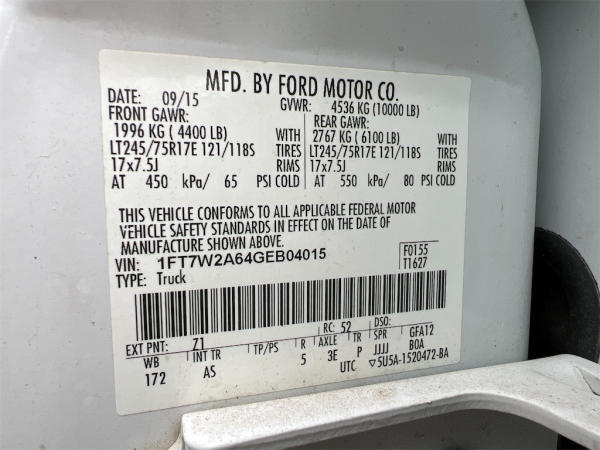 MFD. BY FORD MOTOR CO.
DATE: 09/15 GVWR: 4536 KG (10000 LB)
FRONT GAWR: REAR GAWR:
1996 KG ( 4400 LB) WITH 2767 KG ( 6100 LB) WITH
LT245/75R17E 121/118S TIRES LT245/75R17E 121/118S TIRES
17x7.5J RIMS 17x7.5J RIMS
AT 450 kPa/ 65 PSI COLD AT 550 kPa/ 80 PSI COLD
THIS VEHICLE CONFORMS TO ALL APPLICABLE FEDERAL MOTOR
VEHICLE SAFETY STANDARDS IN EFFECT ON THE DATE OF
MANUFACTURE SHOWN ABOVE.
VIN: 1FT7W2A64GEB04015 F0155
TYPE: Truck T1627
EXT PNT: Z1 RC: 52 DSO:
WB INT TR TP/PS R AXLE TR SPR GFA12
172 AS 5 3E P JJJJ BOA
UTC 5U5A-1520472-BA